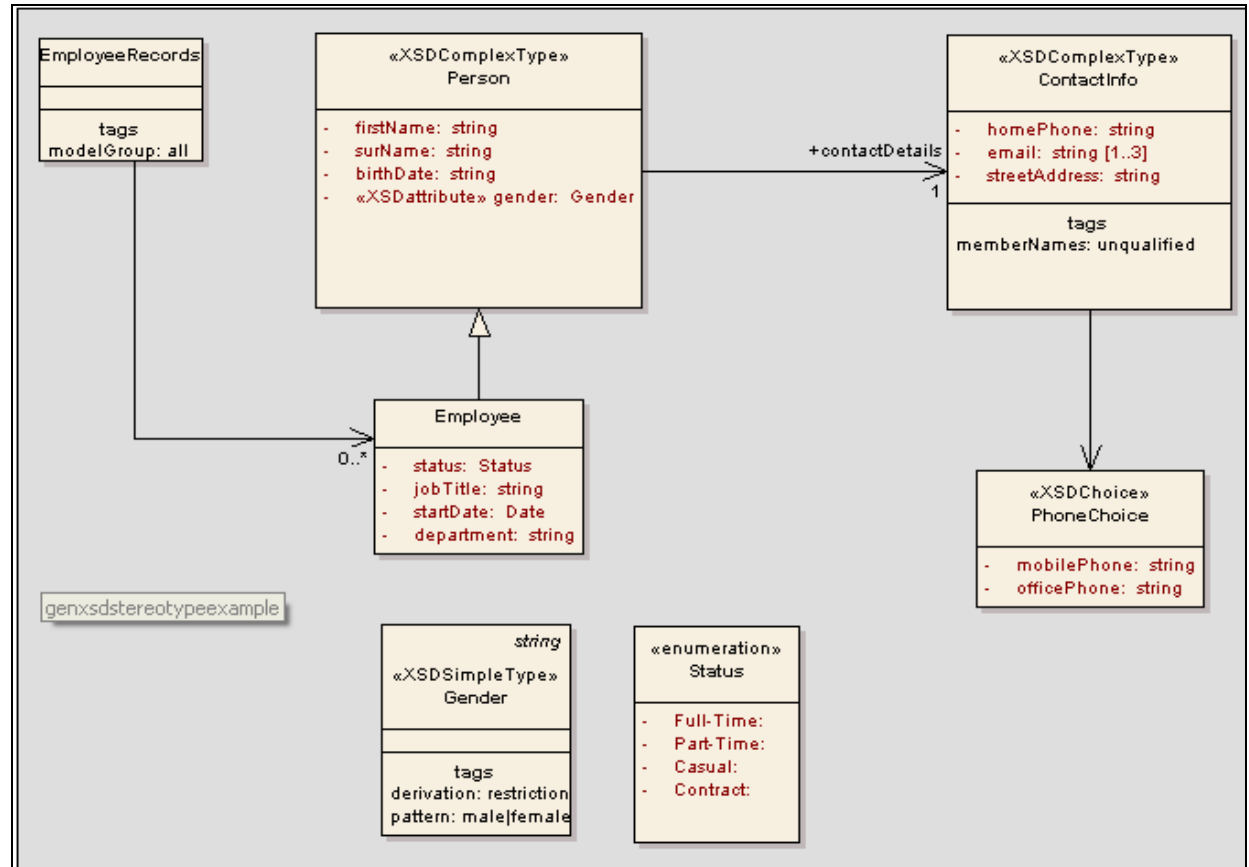 EmployeeRecords
tags
modelGroup: all
«XSDComplexType»
Person
- firstName: string
- surName: string
- birthDate: string
- «XSDattribute» gender: Gender
+contactDetails
1
«XSDComplexType»
ContactInfo
- homePhone: string
- email: string [1..3]
- streetAddress: string
tags
memberNames: unqualified
0..*
Employee
- status: Status
- jobTitle: string
- startDate: Date
- department: string
«XSDChoice»
PhoneChoice
- mobilePhone: string
- officePhone: string
genxsdstereotypeexample
string
«XSDSimpleType»
Gender
tags
derivation: restriction
pattern: male|female
«enumeration»
Status
- Full-Time:
- Part-Time:
- Casual:
- Contract: